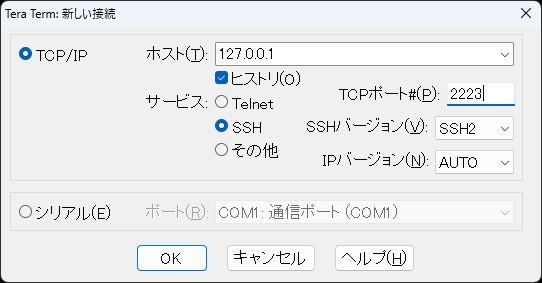 Tera Term: 新しい接続
TCP/IP
ホスト(T): 127.0.0.1
ヒストリ(O)
サービス: Telnet
TCPポート#(P): 2223
SSH
SSHバージョン(V): SSH2
その他
IPバージョン(N): AUTO
シリアル(E)
ポート(R): COM1: 通信ポート (COM1)
OK
キャンセル
ヘルプ(H)